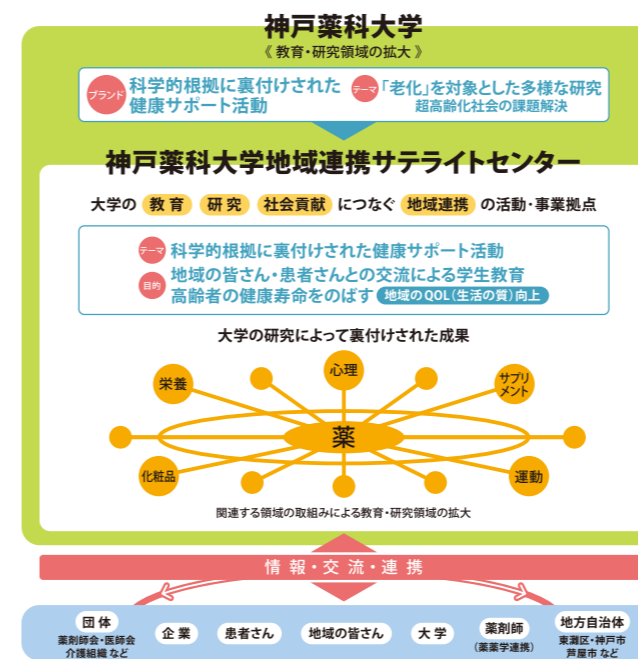 神戸薬科大学
《 教育・研究領域の拡大 》
ブランド
科学的根拠に裏付けされた
健康サポート活動
テーマ
「老化」を対象とした多様な研究
超高齢化社会の課題解決
神戸薬科大学地域連携サテライトセンター
大学の 教育 研究 社会貢献 につなぐ 地域連携 の活動・事業拠点
テーマ 科学的根拠に裏付けされた健康サポート活動
目的 地域の皆さん・患者さんとの交流による学生教育
高齢者の健康寿命をのばす 地域のQOL(生活の質)向上
大学の研究によって裏付けされた成果
心理
栄養
サプリ
メント
薬
化粧品
運動
関連する領域の取組みによる教育・研究領域の拡大
情報・交流・連携
団体
薬剤師会・医師会
介護組織 など
企業
患者さん
地域の皆さん
大学
薬剤師
(薬薬学連携)
地方自治体
東灘区・神戸市
芦屋市 など